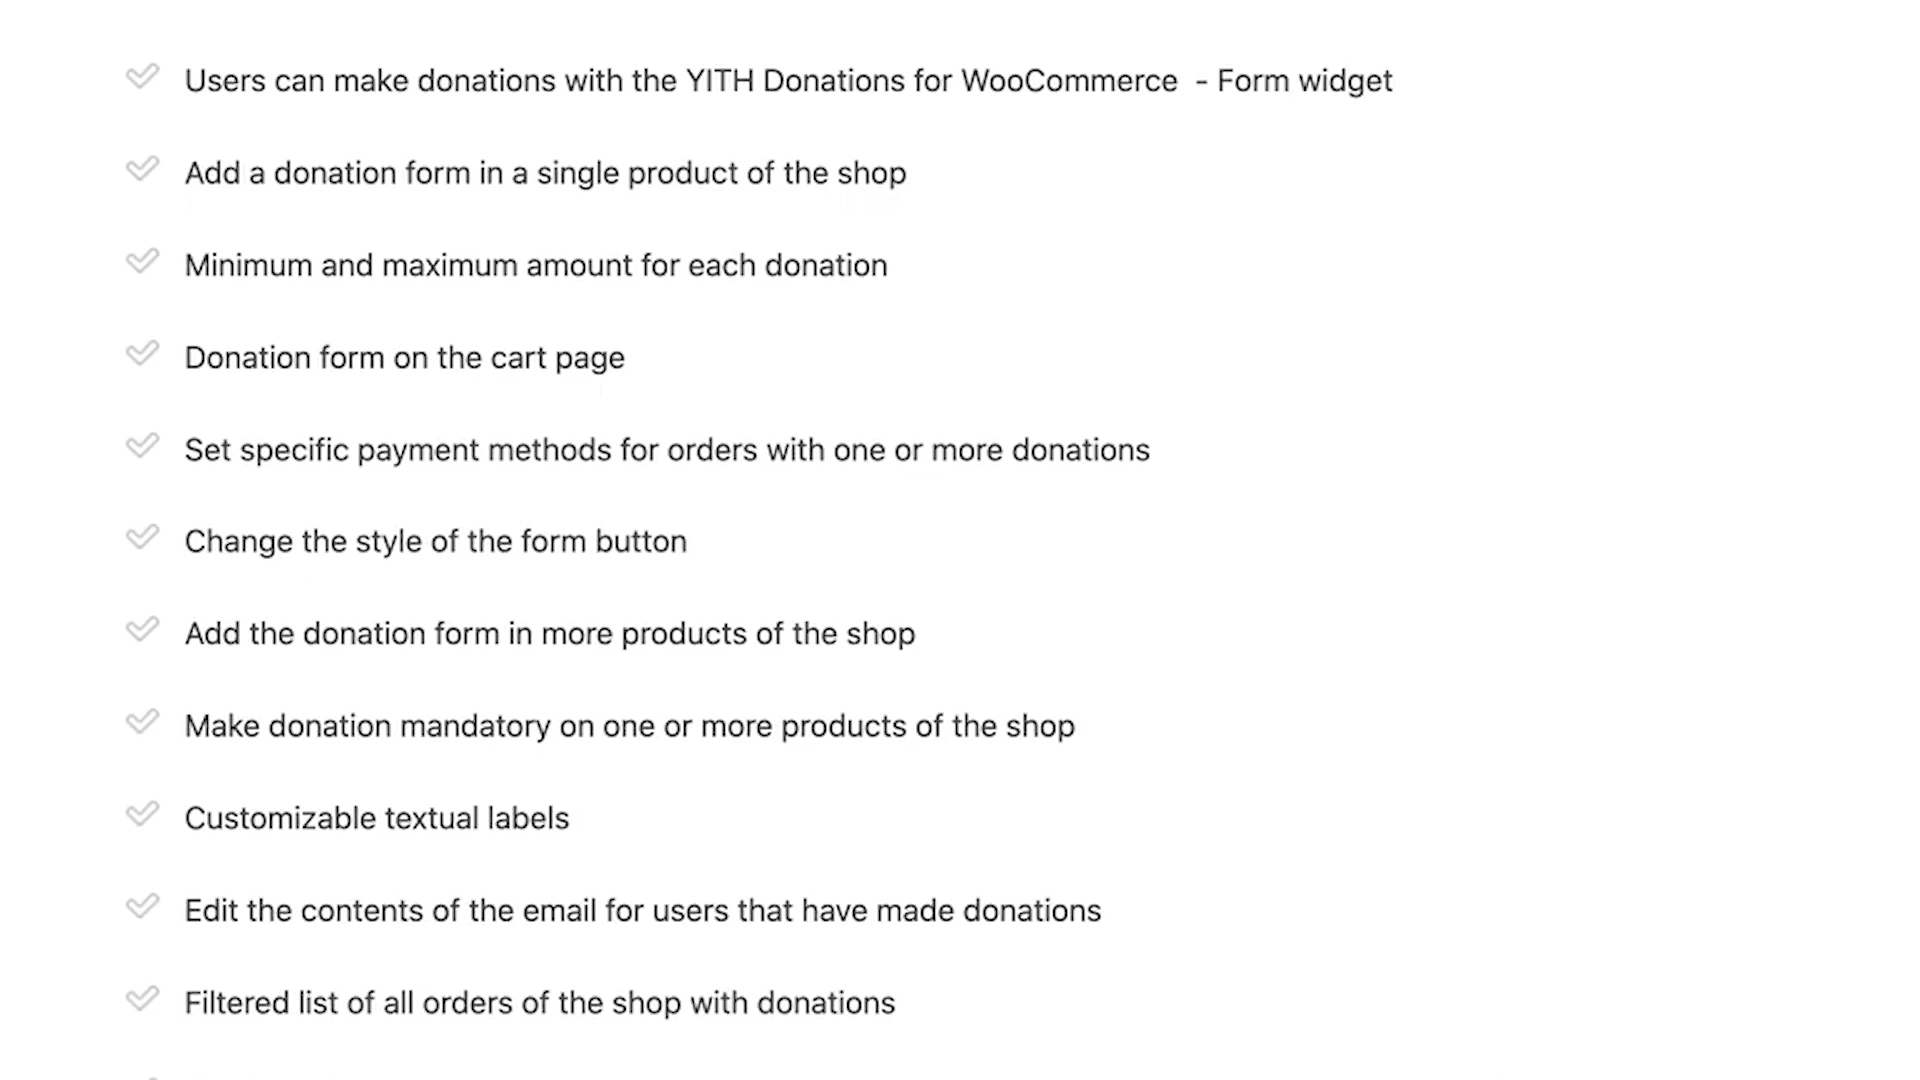 Users can make donations with the YITH Donations for WooCommerce  - Form widget
Add a donation form in a single product of the shop
Minimum and maximum amount for each donation
Donation form on the cart page
Set specific payment methods for orders with one or more donations
Change the style of the form button
Add the donation form in more products of the shop
Make donation mandatory on one or more products of the shop
Customizable textual labels
Edit the contents of the email for users that have made donations
Filtered list of all orders of the shop with donations